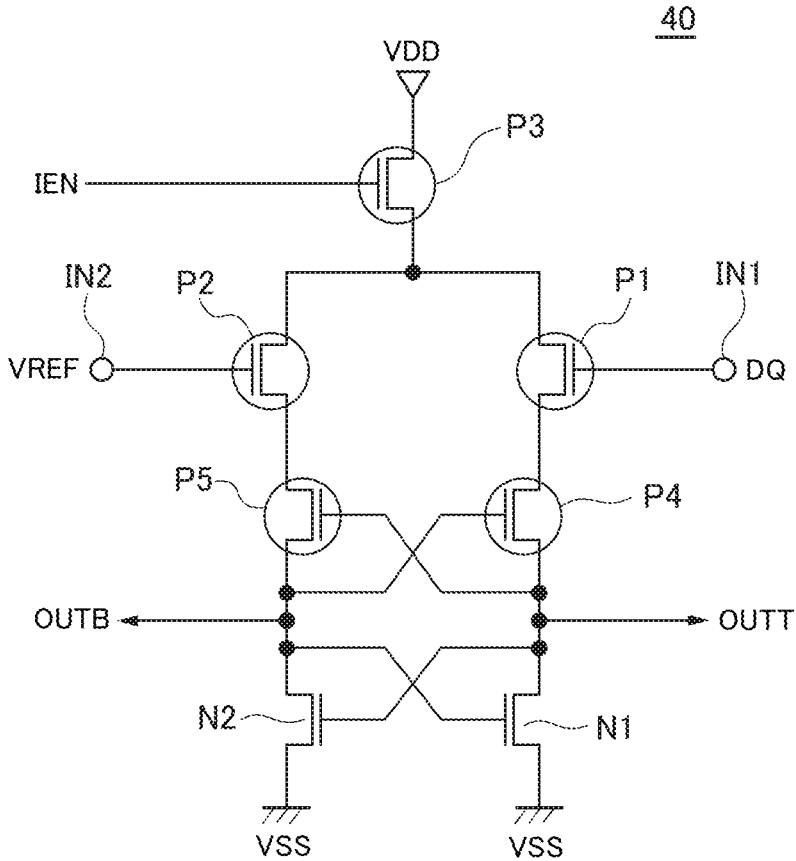 40
VDD
P3
IEN
IN2
P2
P1
IN1
VREF
DQ
P5
P4
OUTB
OUTT
N2
N1
VSS
VSS